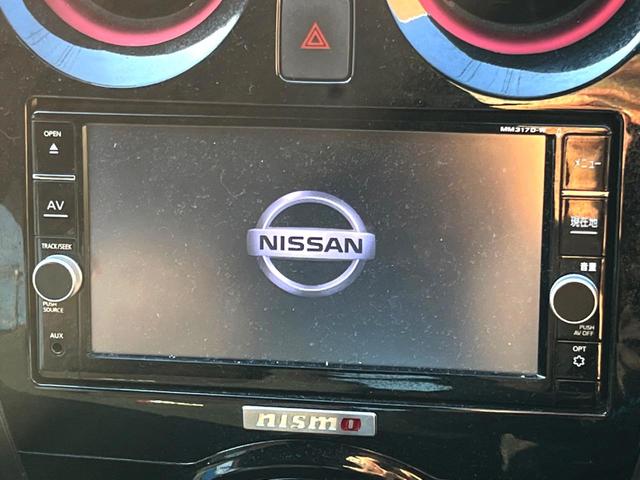 MM317D-W
OPEN
AV
TRACK/SEEK
PUSH
SOURCE
AUX
NISSAN
メニュー
現在地
音量
PUSH
AV OFF
OPT
nismo